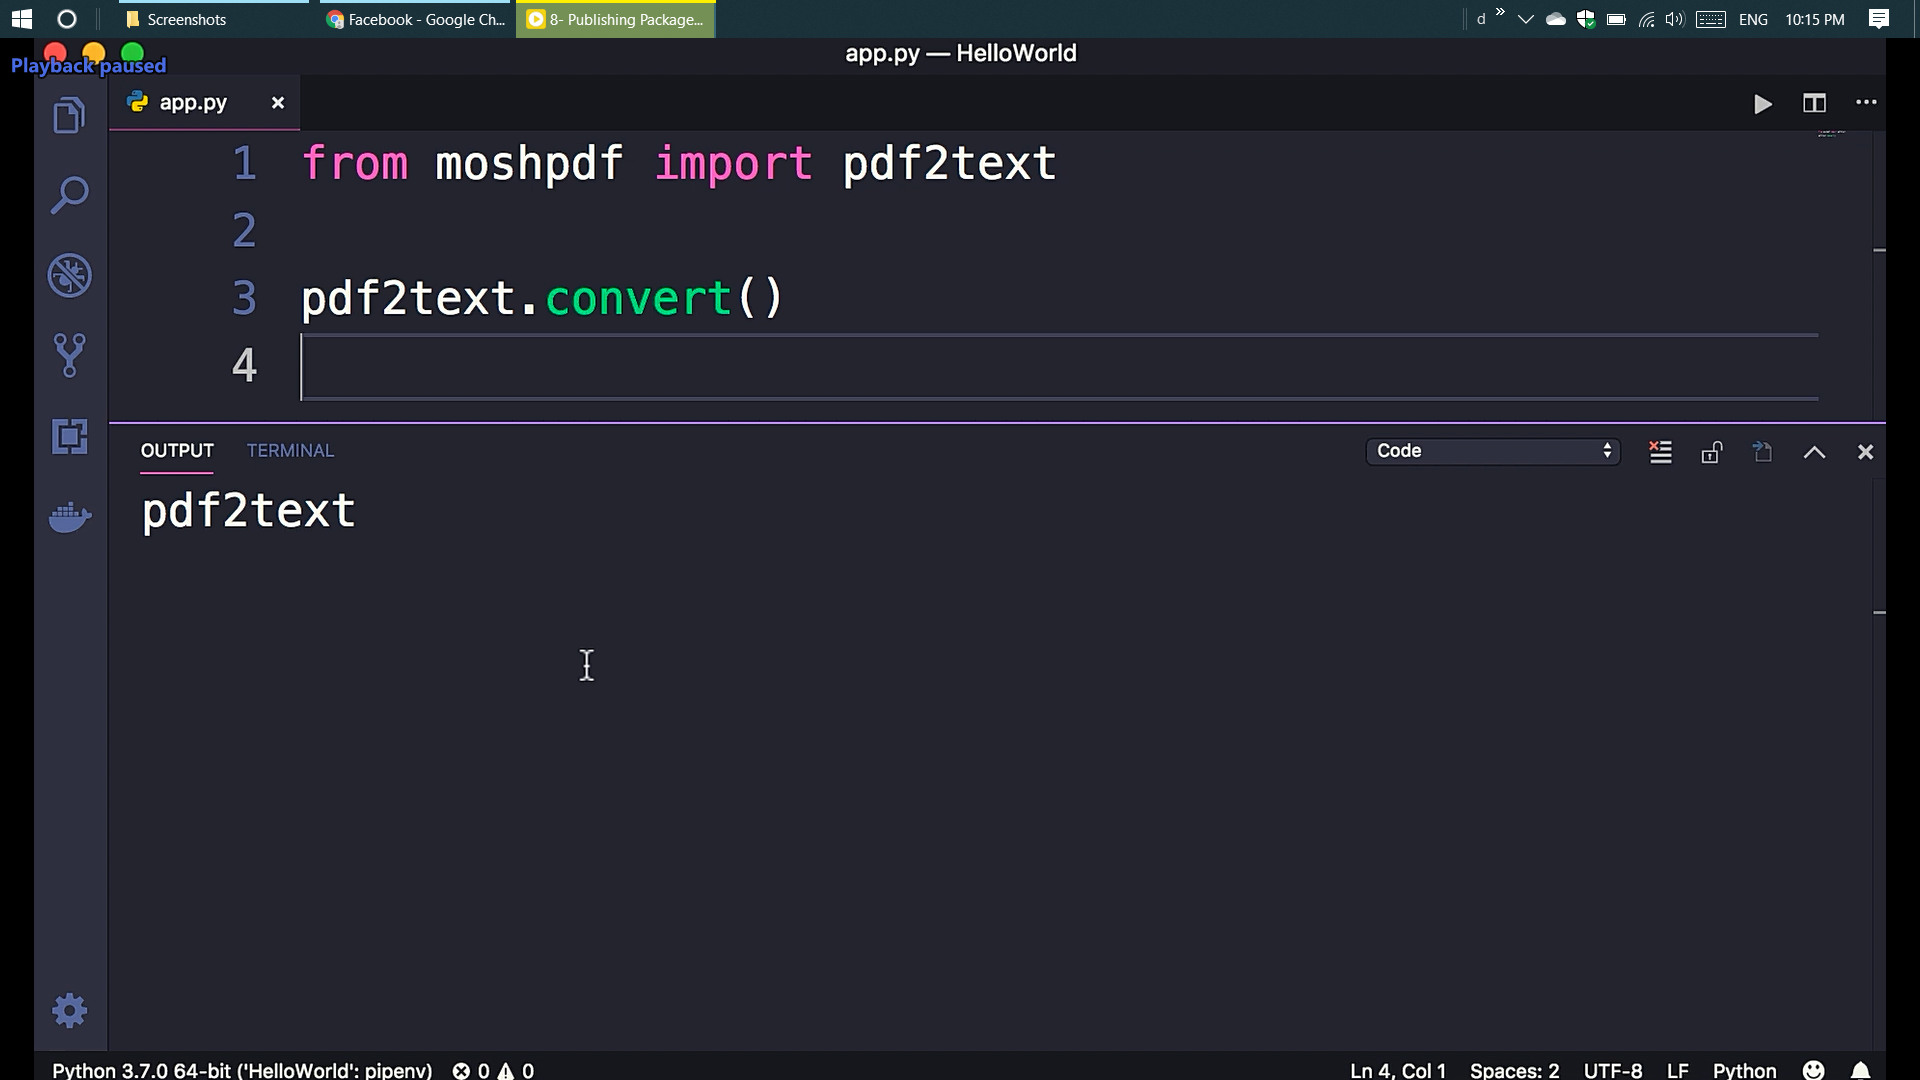 Screenshots
Facebook - Google Ch...
8- Publishing Package...
d
»
ENG
10:15 PM
app.py — HelloWorld
Playback paused
app.py ×
1 from moshpdf import pdf2text
2
3 pdf2text.convert()
4
OUTPUT TERMINAL
Code
pdf2text
Python 3.7.0 64-bit ('HelloWorld': pipenv) 0 0
Ln 4, Col 1 Spaces: 2 UTF-8 LF Python